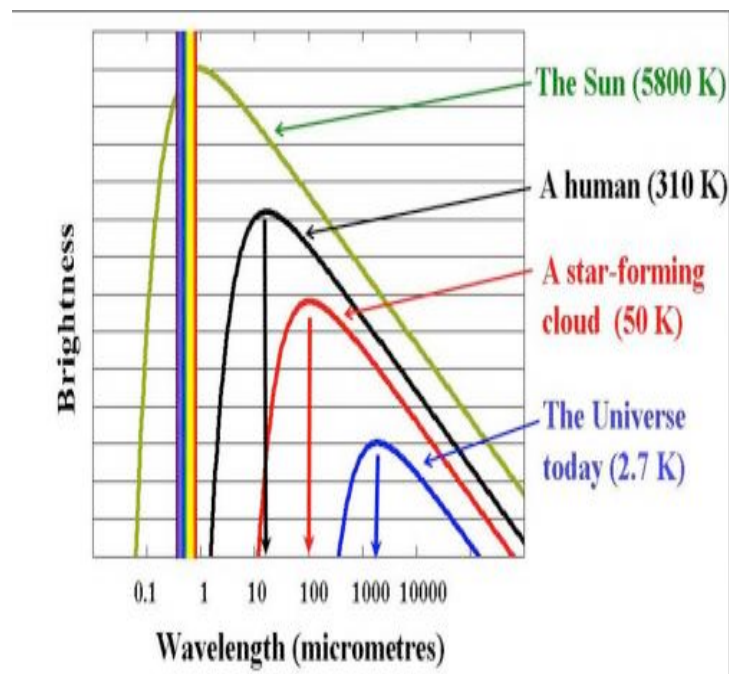 The Sun (5800 K)
A human (310 K)
A star-forming
cloud (50 K)
The Universe
today (2.7 K)
Brightness
0.1 1 10 100 1000 10000
Wavelength (micrometres)